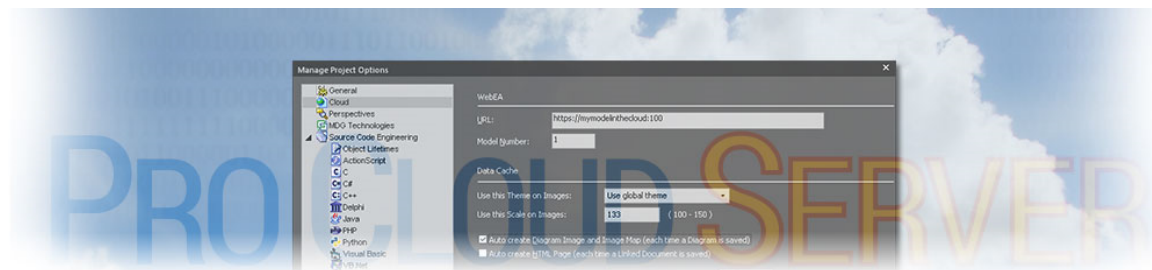 Manage Project Options
General
Cloud
Perspectives
MDG Technologies
Source Code Engineering
Object Lifetimes
ActionScript
C
C#
C++
Delphi
Java
PHP
Python
Visual Basic
VB.Net
WebEA
URL: https://mymodelinthecloud:100
Model Number: 1
Data Cache
Use this Theme on Images: Use global theme
Use this Scale on Images: 133 ( 100 - 150 )
Auto create Diagram Image and Image Map (each time a Diagram is saved)
Auto create HTML Page (each time a Linked Document is saved)
PRO CLOUD SERVER